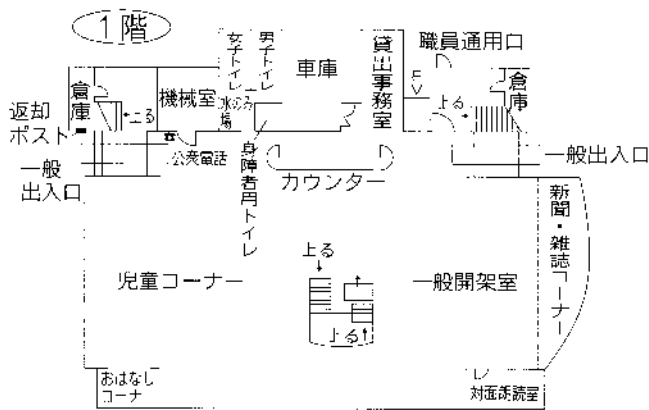 1階
女子トイレ
男子トイレ
車庫
貸出事務室
職員通用口
倉庫
機械室
水のみ場
EV
倉庫
上る
上る
返却ポスト
公衆電話
身障者用トイレ
カウンター
一般出入口
一般出入口
新聞・雑誌コーナー
児童コーナー
上る
一般開架室
上る
おはなしコーナ
対面朗読室